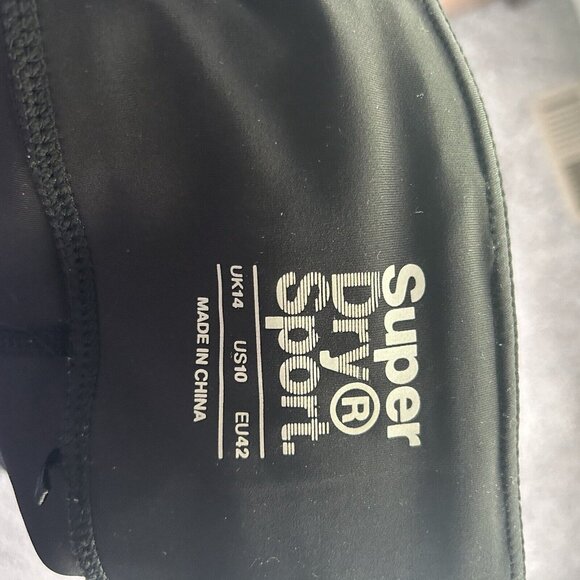 Super
Dry®
Sport.
UK14 US10 EU42
MADE IN CHINA